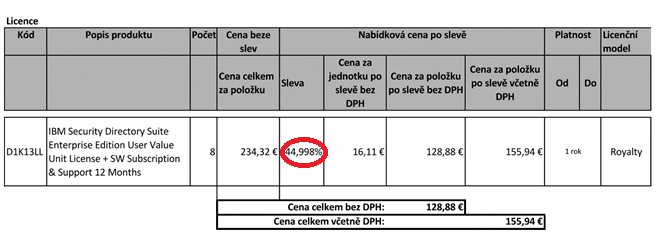 Licence
Kód Popis produktu Počet Cena beze slev Nabídková cena po slevě Platnost Licenční model
Cena celkem za položku Sleva Cena za jednotku po slevě bez DPH Cena za položku po slevě bez DPH Cena za položku po slevě včetně DPH Od Do
D1K13LL IBM Security Directory Suite Enterprise Edition User Value Unit License + SW Subscription & Support 12 Months 8 234,32 € 44,998% 16,11 € 128,88 € 155,94 € 1 rok Royalty
Cena celkem bez DPH: 128,88 €
Cena celkem včetně DPH: 155,94 €